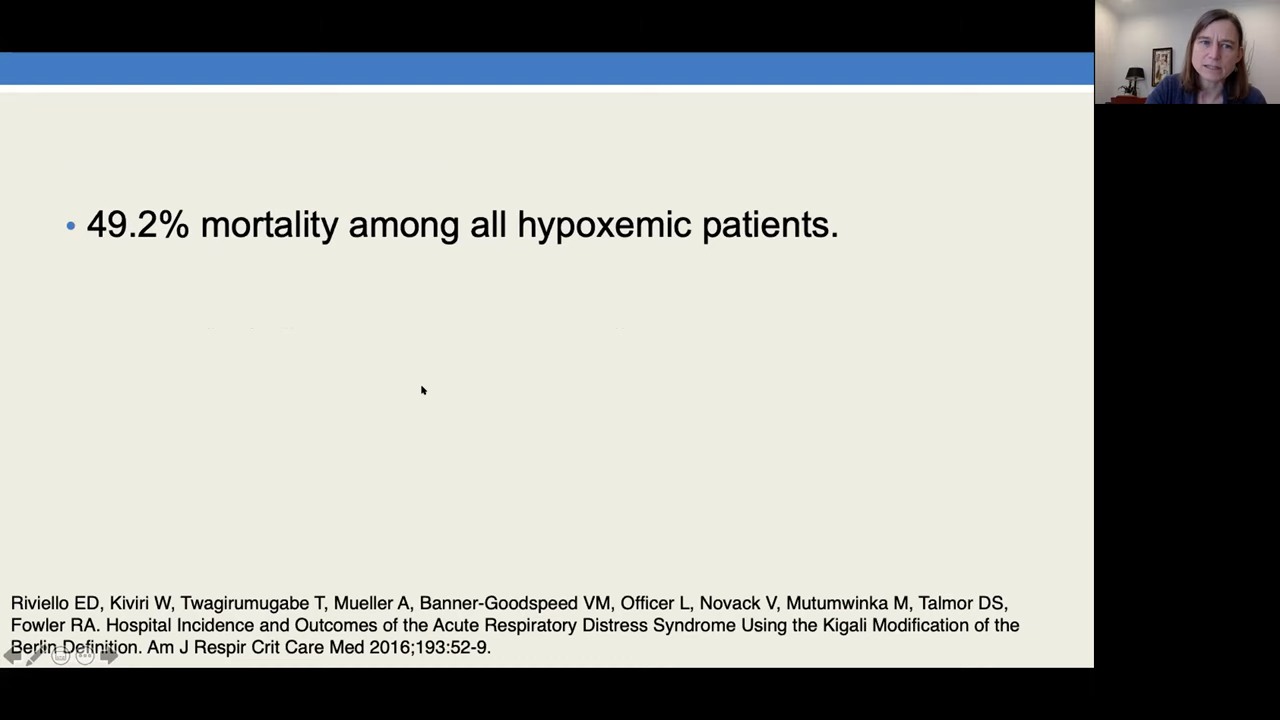 • 49.2% mortality among all hypoxemic patients.
Riviello ED, Kiviri W, Twagirumugabe T, Mueller A, Banner-Goodspeed VM, Officer L, Novack V, Mutumwinka M, Talmor DS,
Fowler RA. Hospital Incidence and Outcomes of the Acute Respiratory Distress Syndrome Using the Kigali Modification of the
Berlin Definition. Am J Respir Crit Care Med 2016;193:52-9.